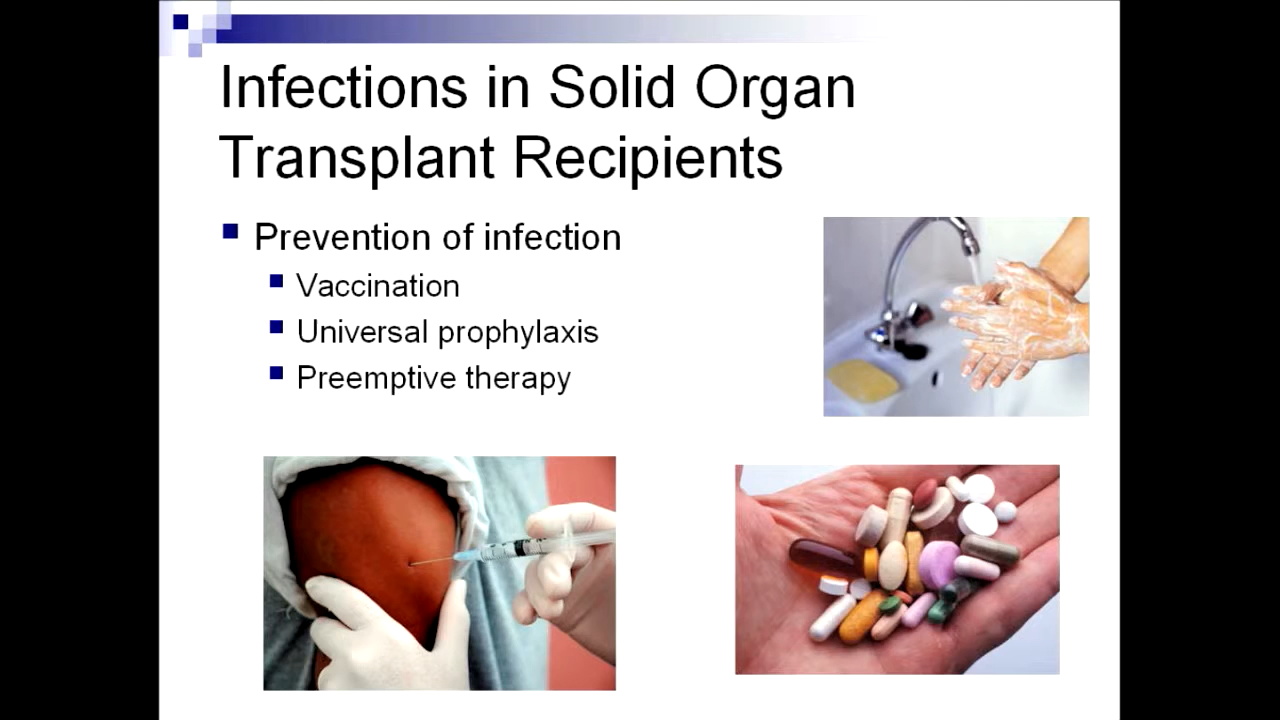 Infections in Solid Organ
Transplant Recipients
Prevention of infection
Vaccination
Universal prophylaxis
Preemptive therapy